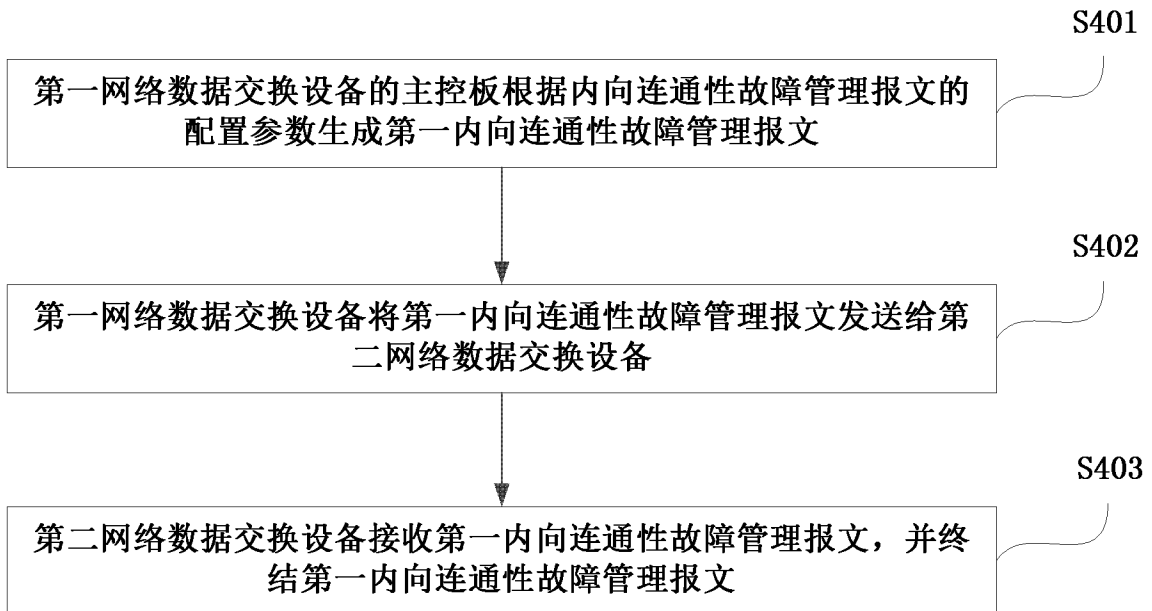 S401
第一网络数据交换设备的主控板根据内向连通性故障管理报文的
配置参数生成第一内向连通性故障管理报文
S402
第一网络数据交换设备将第一内向连通性故障管理报文发送给第
二网络数据交换设备
S403
第二网络数据交换设备接收第一内向连通性故障管理报文，并终
结第一内向连通性故障管理报文